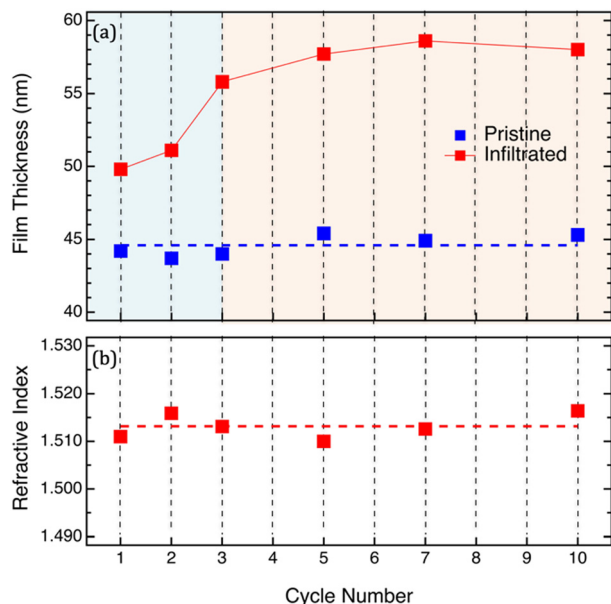 (a)
60
55
50
45
40
Film Thickness (nm)
Pristine
Infiltrated
(b)
1.530
1.520
1.510
1.500
1.490
Refractive Index
1 2 3 4 5 6 7 8 9 10
Cycle Number